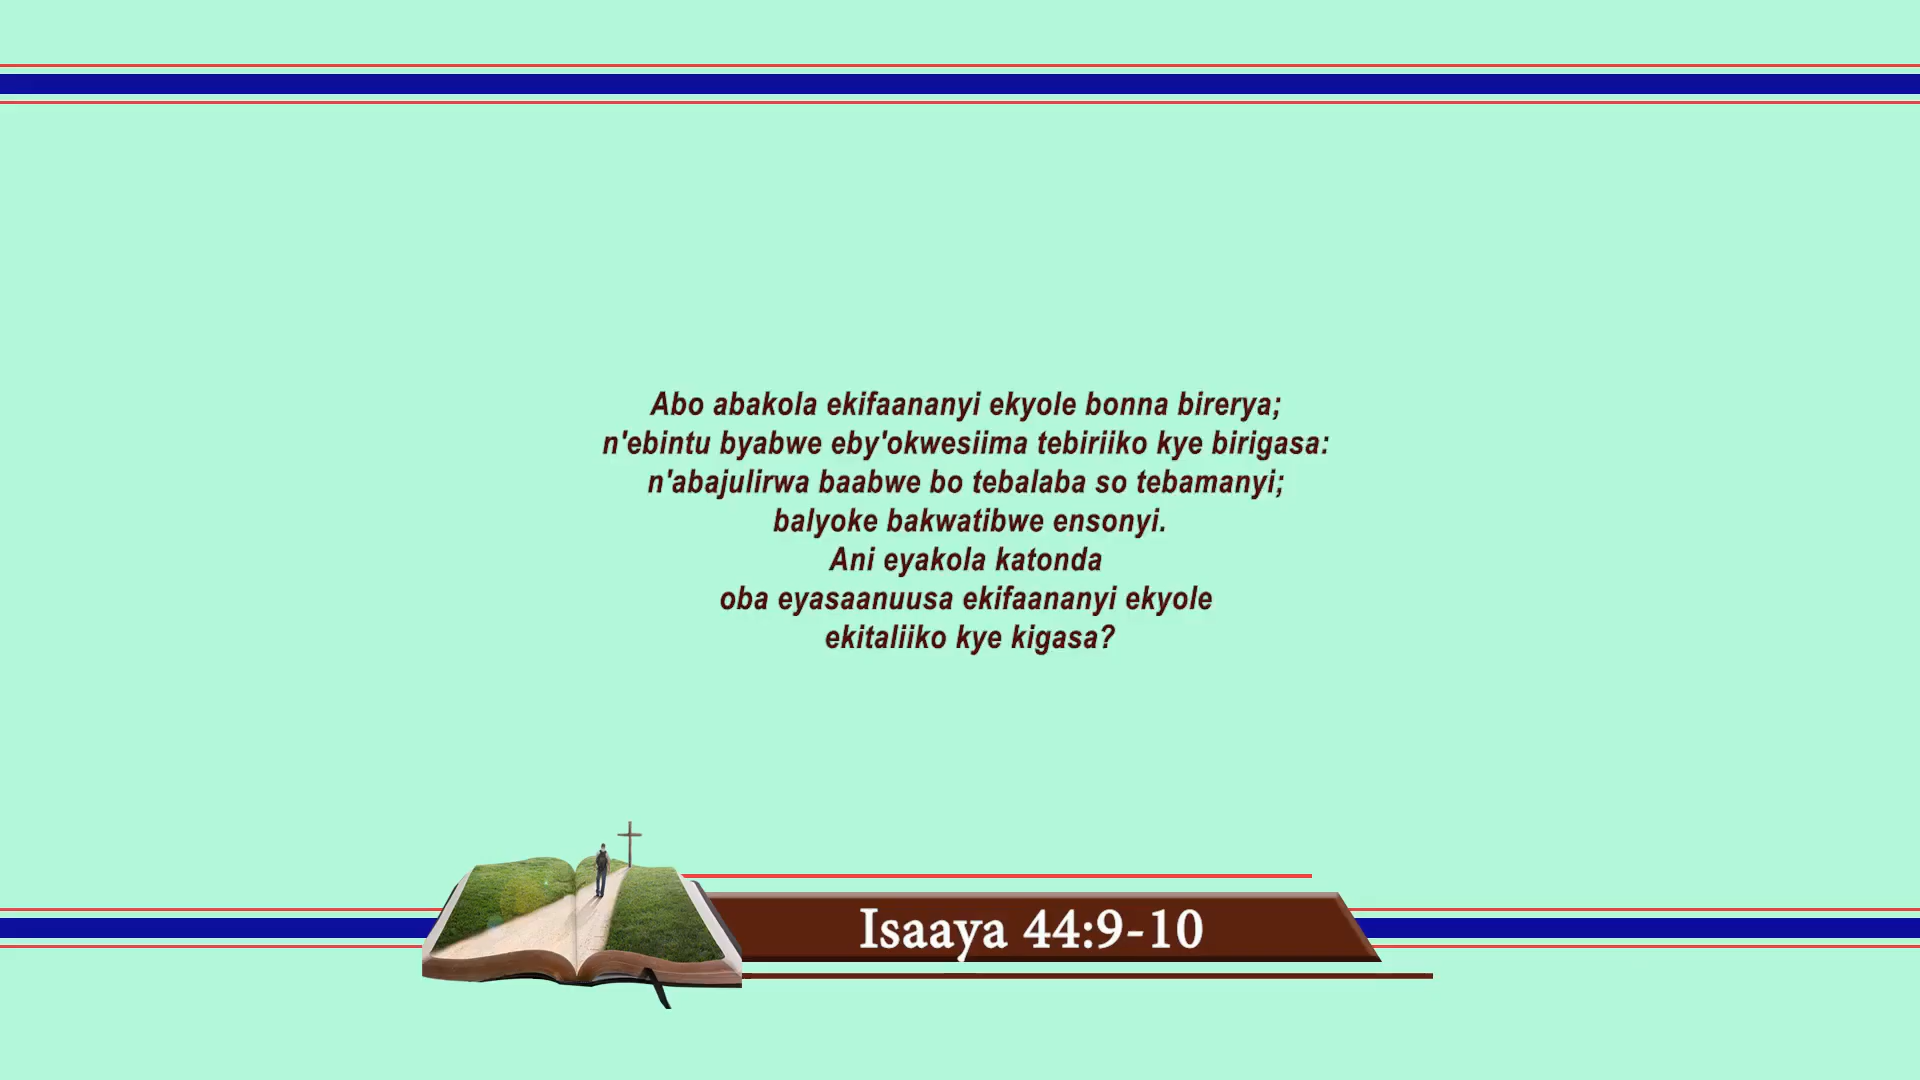 Abo abakola ekifaananyi ekyole bonna birerya;
n'ebintu byabwe eby'okwesiima tebiriiko kye birigasa:
n'abajulirwa baabwe bo tebalaba so tebamanyi;
balyoke bakwatibwe ensonyi.
Ani eyakola katonda
oba eyasaanuusa ekifaananyi ekyole
ekitaliiko kye kigasa?
Isaaya 44:9-10